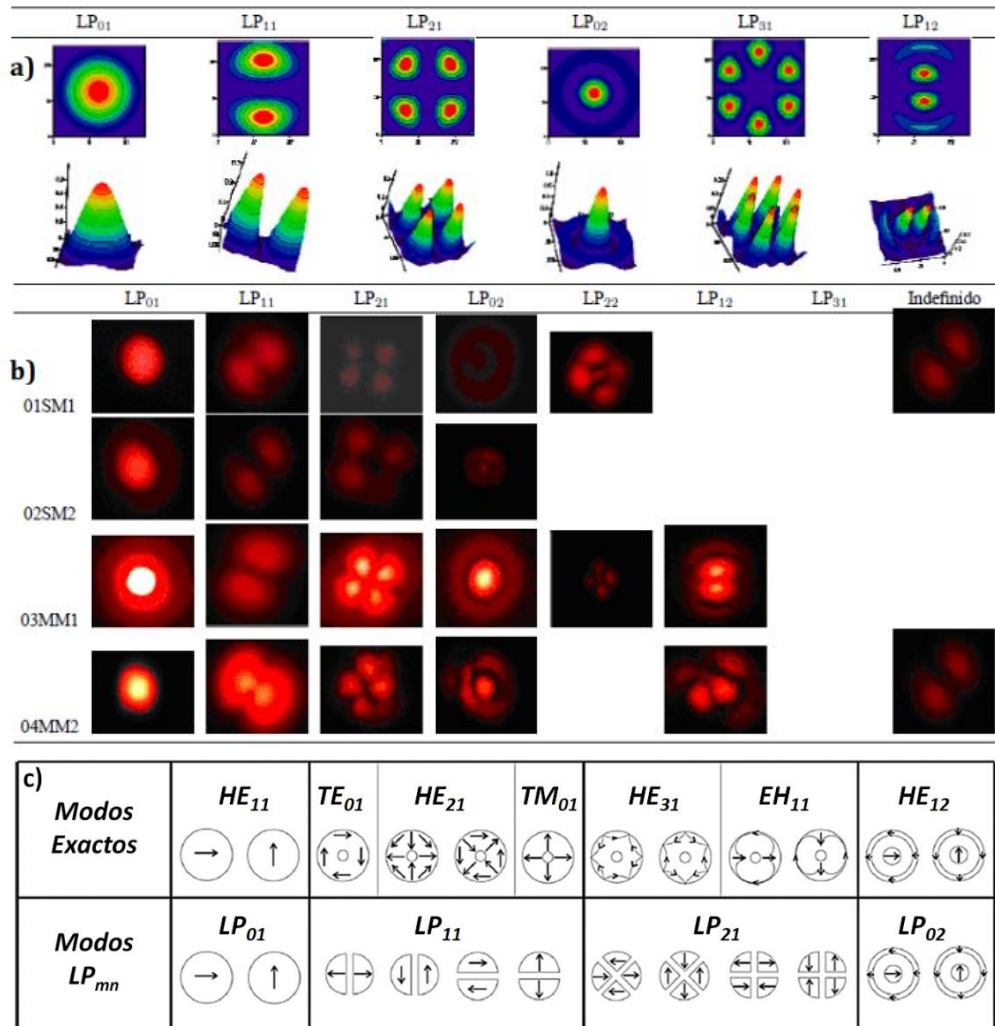 LP01 LP11 LP21 LP02 LP31 LP12
a)
LP01 LP11 LP21 LP02 LP22 LP12 LP31 Indefinido
b)
01SM1
02SM2
03MM1
04MM2
c)
Modos Exactos HE11 TE01 HE21 TM01 HE31 EH11 HE12
Modos LPmn LP01 LP11 LP21 LP02